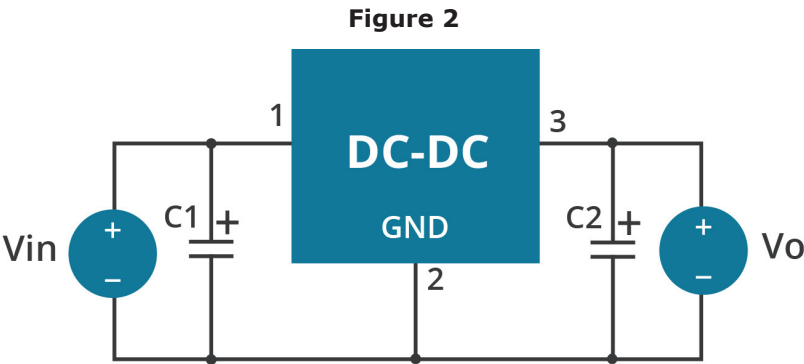 Figure 2
1
3
DC-DC
C1
+
GND
C2
+
Vin
+
−
2
+
−
Vo